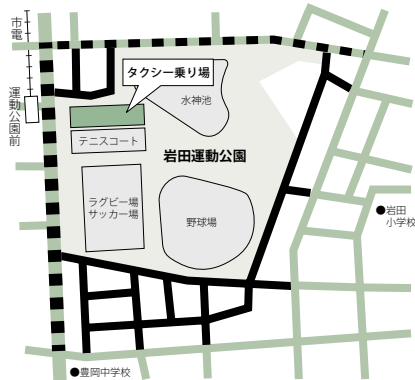 市電
運動公園前
タクシー乗り場
水神池
テニスコート
岩田運動公園
ラグビー場
サッカー場
野球場
岩田
小学校
豊岡中学校